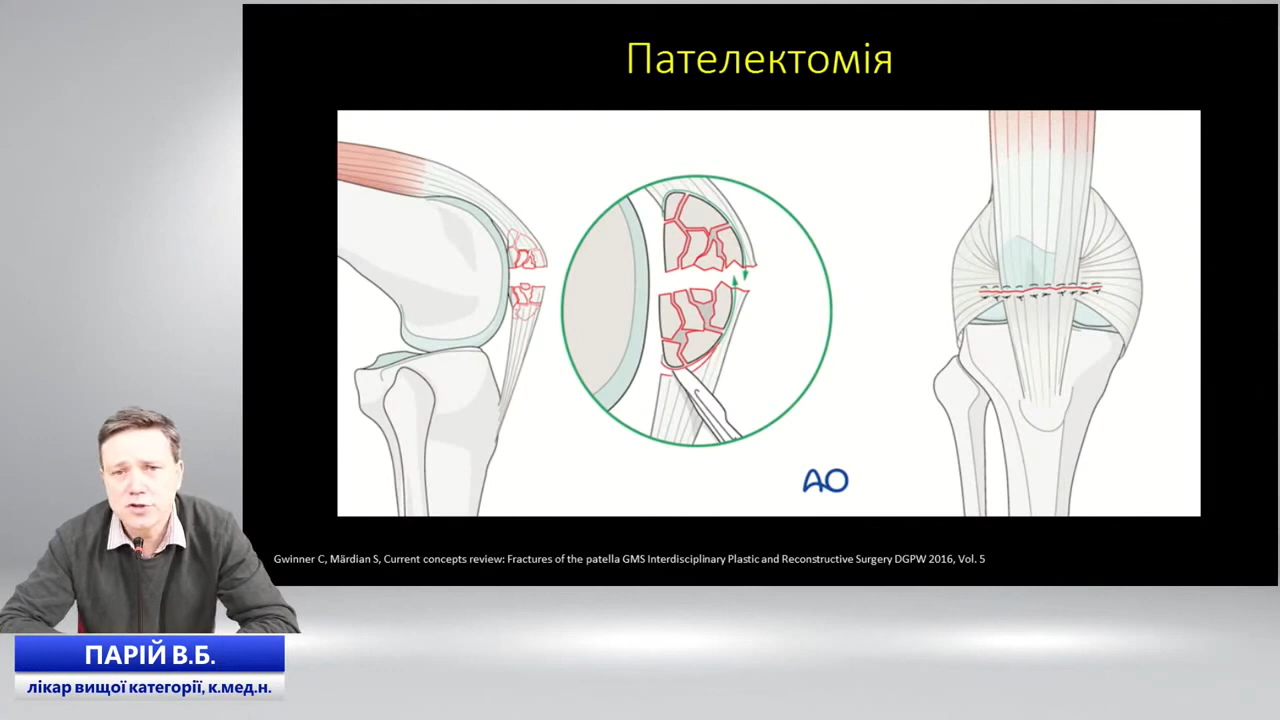 Пателектомія
AO
Gwinner C, Märdian S, Current concepts review: Fractures of the patella GMS Interdisciplinary Plastic and Reconstructive Surgery DGPW 2016, Vol. 5
ПАРІЙ В.Б.
лікар вищої категорії, к.мед.н.